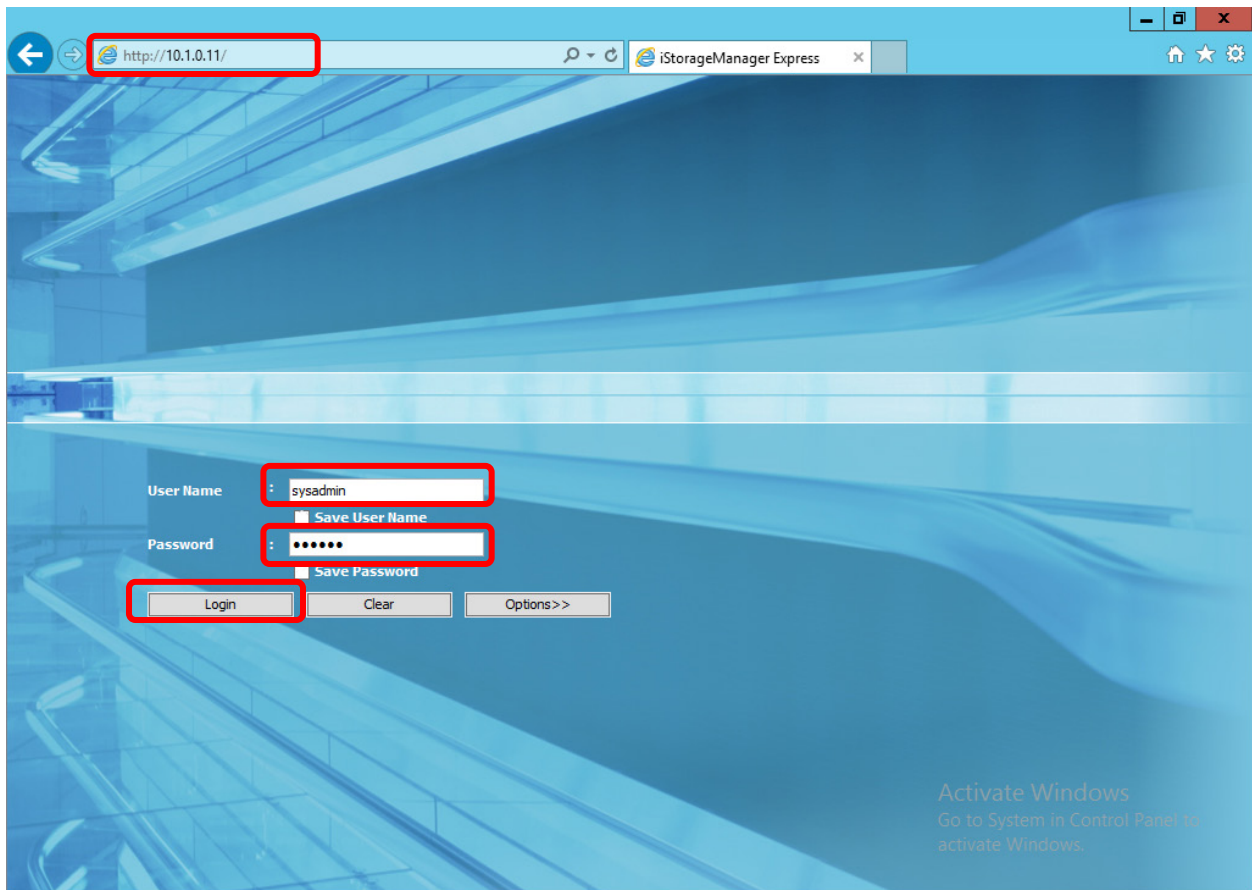 http://10.1.0.11/
iStorageManager Express
User Name : sysadmin
Save User Name
Password : ••••••
Save Password
Login Clear Options>>
Activate Windows
Go to System in Control Panel to
activate Windows.